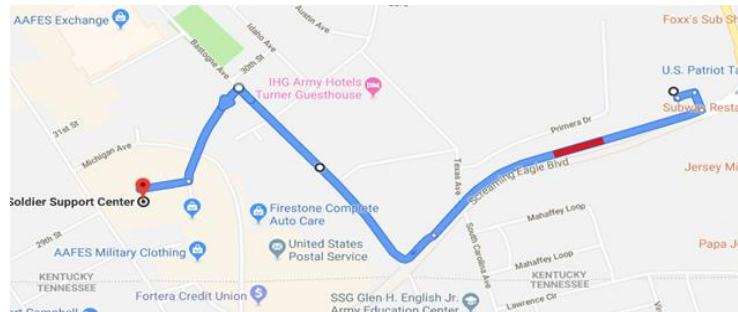 AAFES Exchange
Bastogne Ave
Idaho Ave
Austin Ave
30th St
Foxx's Sub Sh
IHG Army Hotels
Turner Guesthouse
U.S. Patriot Ta
Subway Resta
31st St
Michigan Ave
Primera Dr
Texas Ave
Screaming Eagle Blvd
Jersey Mi
Soldier Support Center
29th St
Firestone Complete
Auto Care
AAFES Military Clothing
United States
Postal Service
South Carolina Ave
Mahaffey Loop
Mahaffey Loop
Papa J
KENTUCKY
TENNESSEE
KENTUCKY
TENNESSEE
Fortera Credit Union
SSG Glen H. English Jr.
Army Education Center
Lawrence Cir
rt Campbell